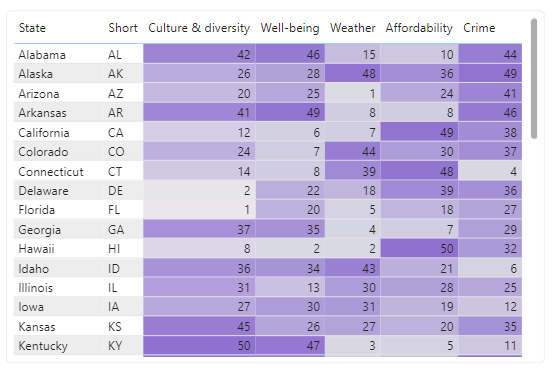 State Short Culture & diversity Well-being Weather Affordability Crime
Alabama AL 42 46 15 10 44
Alaska AK 26 28 48 36 49
Arizona AZ 20 25 1 24 41
Arkansas AR 41 49 8 8 46
California CA 12 6 7 49 38
Colorado CO 24 7 44 30 37
Connecticut CT 14 8 39 48 4
Delaware DE 2 22 18 39 36
Florida FL 1 20 5 18 27
Georgia GA 37 35 4 7 29
Hawaii HI 8 2 2 50 32
Idaho ID 36 34 43 21 6
Illinois IL 31 13 30 28 25
Iowa IA 27 30 31 19 12
Kansas KS 45 26 27 20 35
Kentucky KY 50 47 3 5 11